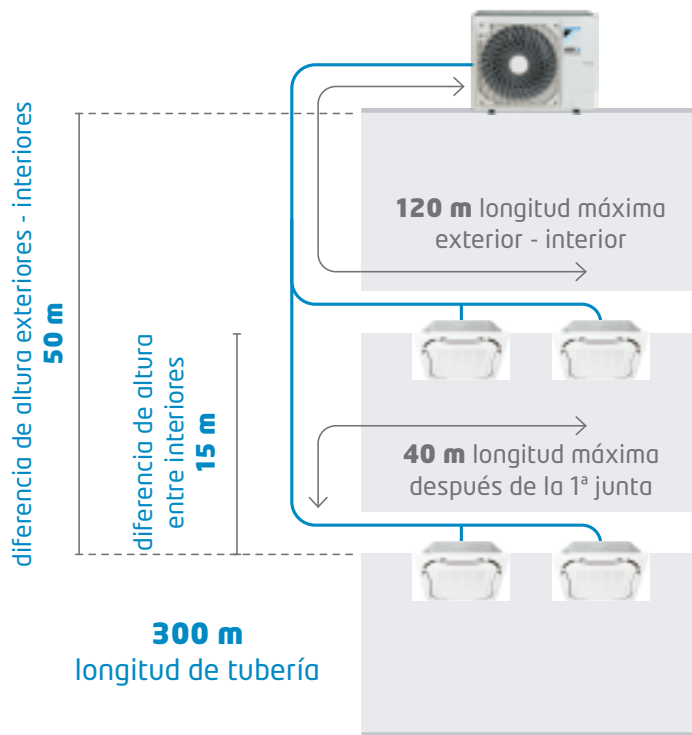 120 m longitud máxima
exterior - interior
diferencia de altura exteriores - interiores
50 m
diferencia de altura
entre interiores
15 m
40 m longitud máxima
después de la 1ª junta
300 m
longitud de tubería